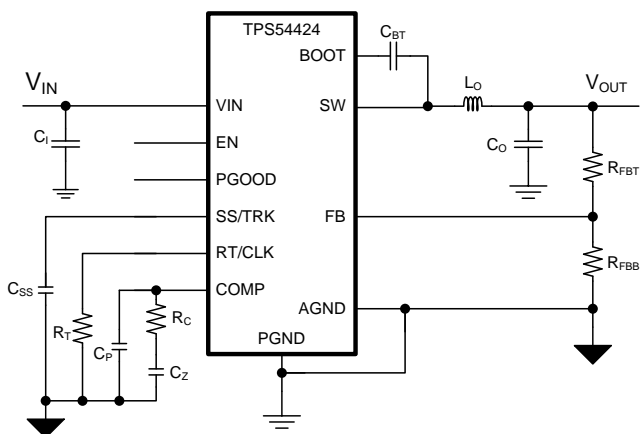 TPS54424
BOOT
C_BT
V_IN
L_O
V_OUT
VIN
SW
C_I
EN
C_O
R_FBT
PGOOD
SS/TRK
FB
RT/CLK
R_FBB
C_SS
COMP
R_T
R_C
AGND
C_P
PGND
C_Z